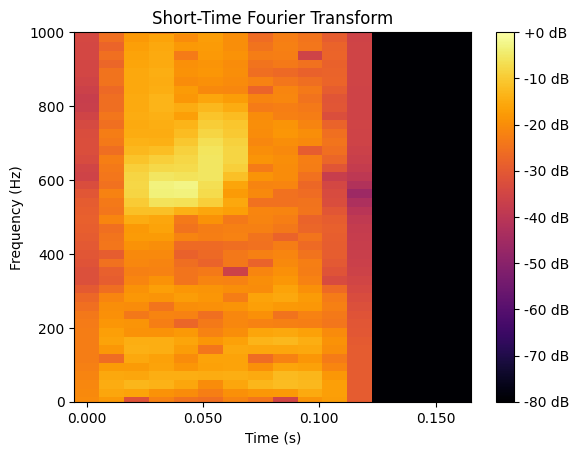 Short-Time Fourier Transform
1000
800
600
400
200
0
Frequency (Hz)
0.000
0.050
0.100
0.150
Time (s)
+0 dB
-10 dB
-20 dB
-30 dB
-40 dB
-50 dB
-60 dB
-70 dB
-80 dB